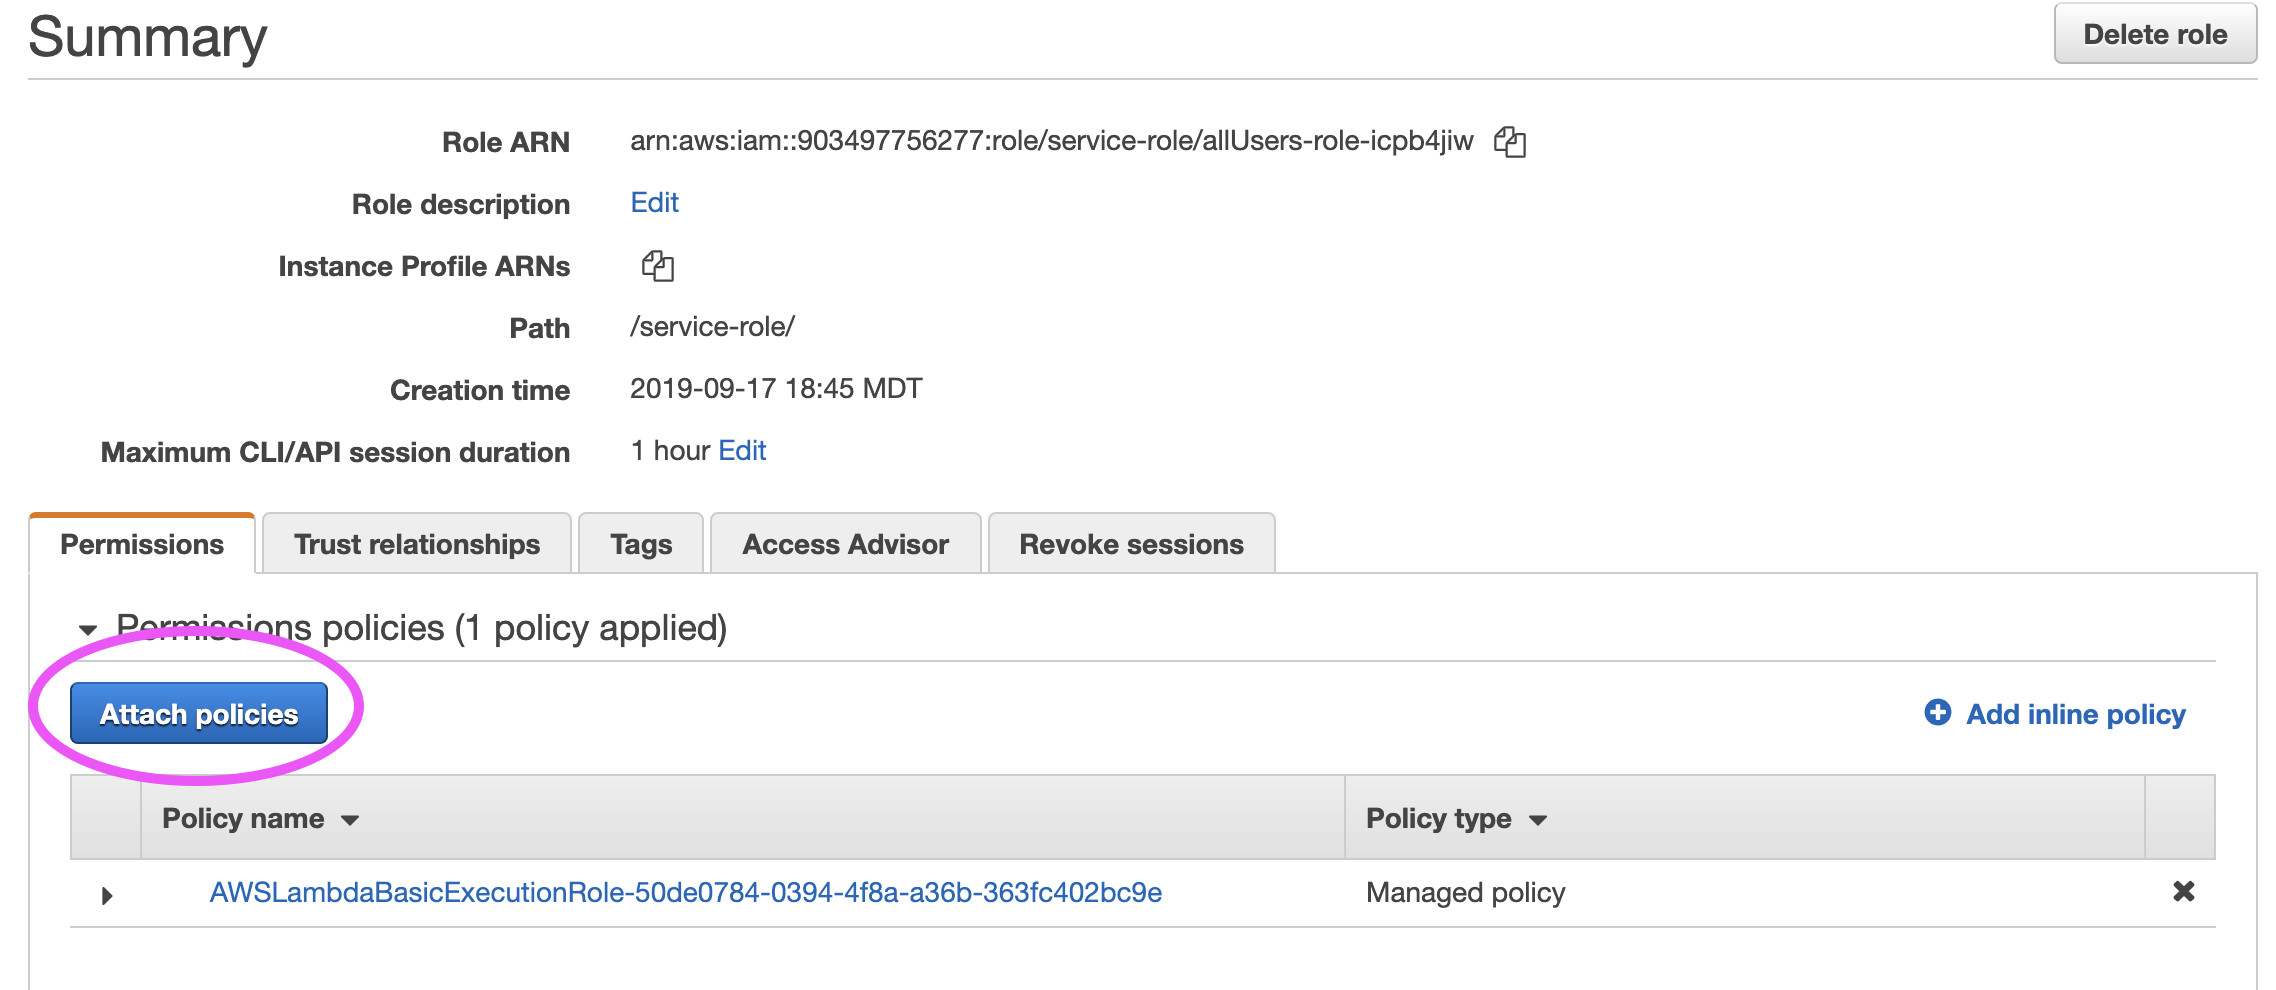 Summary
Delete role
Role ARN arn:aws:iam::903497756277:role/service-role/allUsers-role-icpb4jiw
Role description Edit
Instance Profile ARNs
Path /service-role/
Creation time 2019-09-17 18:45 MDT
Maximum CLI/API session duration 1 hour Edit
Permissions Trust relationships Tags Access Advisor Revoke sessions
Permissions policies (1 policy applied)
Attach policies Add inline policy
Policy name Policy type
AWSLambdaBasicExecutionRole-50de0784-0394-4f8a-a36b-363fc402bc9e Managed policy